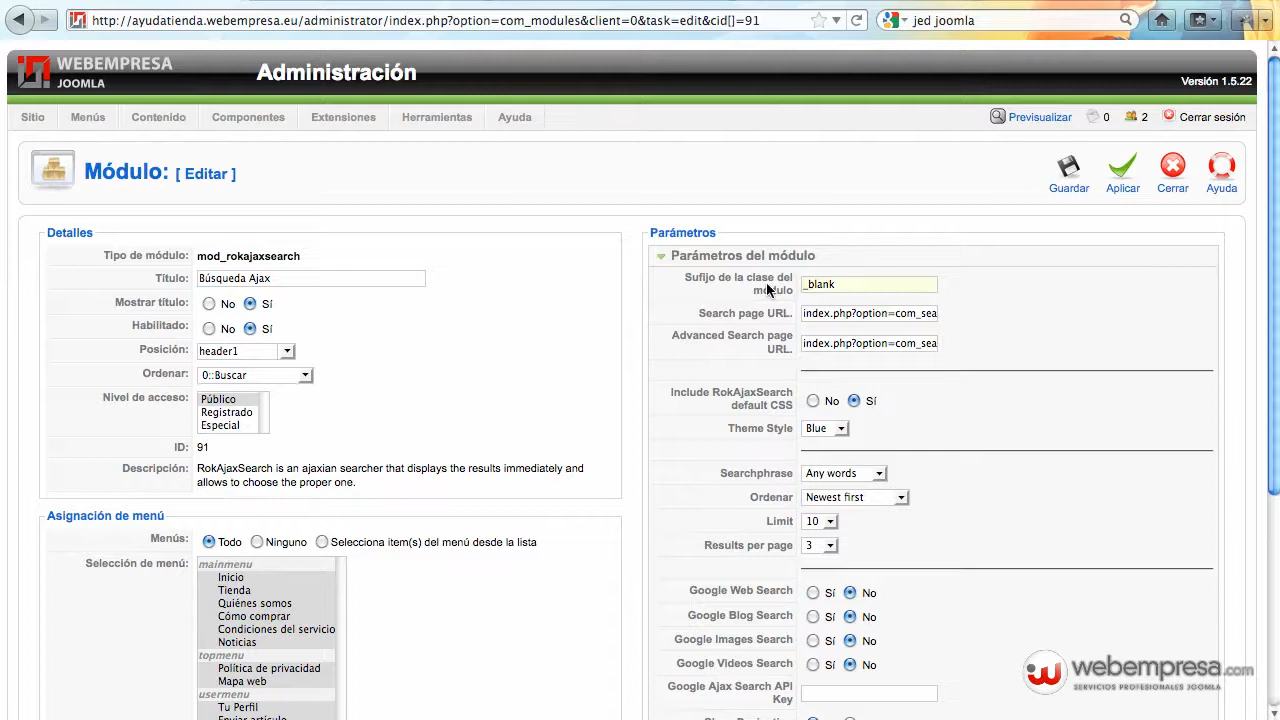 http://ayudatienda.webempresa.eu/administrator/index.php?option=com_modules&client=0&task=edit&cid[]=91
jed joomla
WEBEMPRESA
JOOMLA
Administración
Versión 1.5.22
Sitio Menús Contenido Componentes Extensiones Herramientas Ayuda
Previsualizar 0 2 Cerrar sesión
Módulo: [ Editar ]
Guardar Aplicar Cerrar Ayuda
Detalles
Tipo de módulo: mod_rokajaxsearch
Título: Búsqueda Ajax
Mostrar título: No Sí
Habilitado: No Sí
Posición: header1
Ordenar: 0::Buscar
Nivel de acceso: Público
Registrado
Especial
ID: 91
Descripción: RokAjaxSearch is an ajaxian searcher that displays the results immediately and
allows to choose the proper one.
Asignación de menú
Menús: Todo Ninguno Selecciona item(s) del menú desde la lista
Selección de menú: mainmenu
Inicio
Tienda
Quiénes somos
Cómo comprar
Condiciones del servicio
Noticias
topmenu
Política de privacidad
Mapa web
usermenu
Tu Perfil
Enviar artículo
Parámetros
Parámetros del módulo
Sufijo de la clase del
módulo _blank
Search page URL. index.php?option=com_sea
Advanced Search page
URL. index.php?option=com_sea
Include RokAjaxSearch
default CSS No Sí
Theme Style Blue
Searchphrase Any words
Ordenar Newest first
Limit 10
Results per page 3
Google Web Search Sí No
Google Blog Search Sí No
Google Images Search Sí No
Google Videos Search Sí No
Google Ajax Search API
Key
webempresa.com
SERVICIOS PROFESIONALES JOOMLA